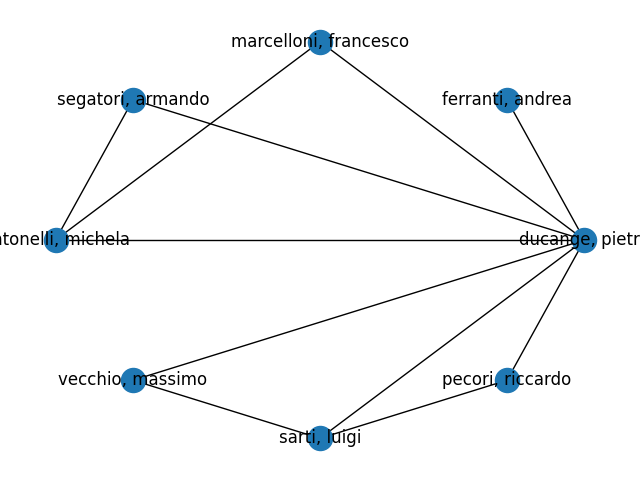 marcelloni, francesco
segatori, armando
ferranti, andrea
tonelli, michela
ducange, pietr
vecchio, massimo
pecori, riccardo
sarti, luigi